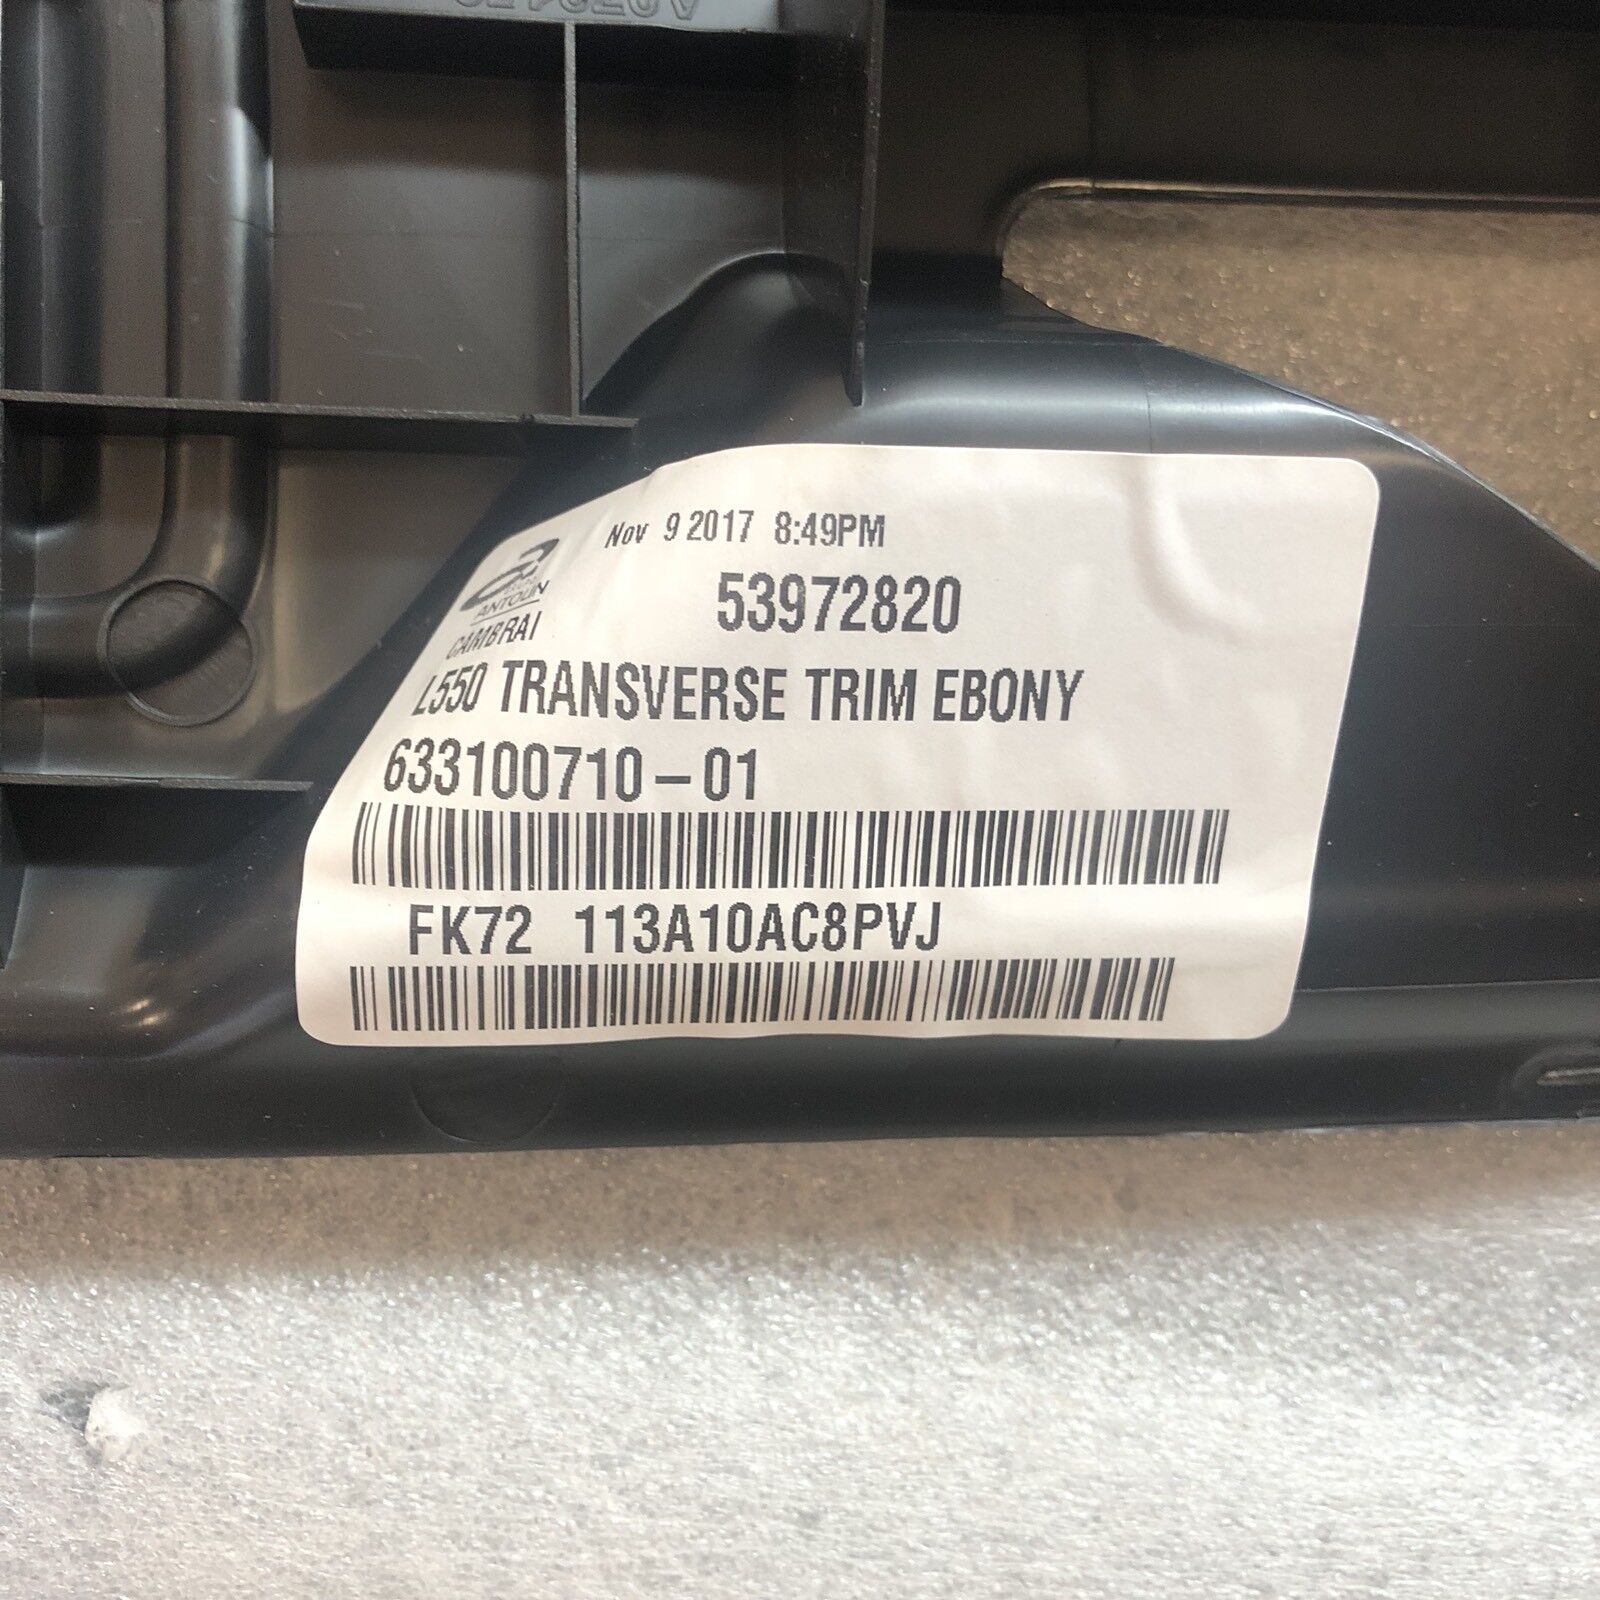 Nov 9 2017 8:49PM
ANTOLIN
CAMBRAI
53972820
L550 TRANSVERSE TRIM EBONY
633100710-01
FK72 113A10AC8PVJ